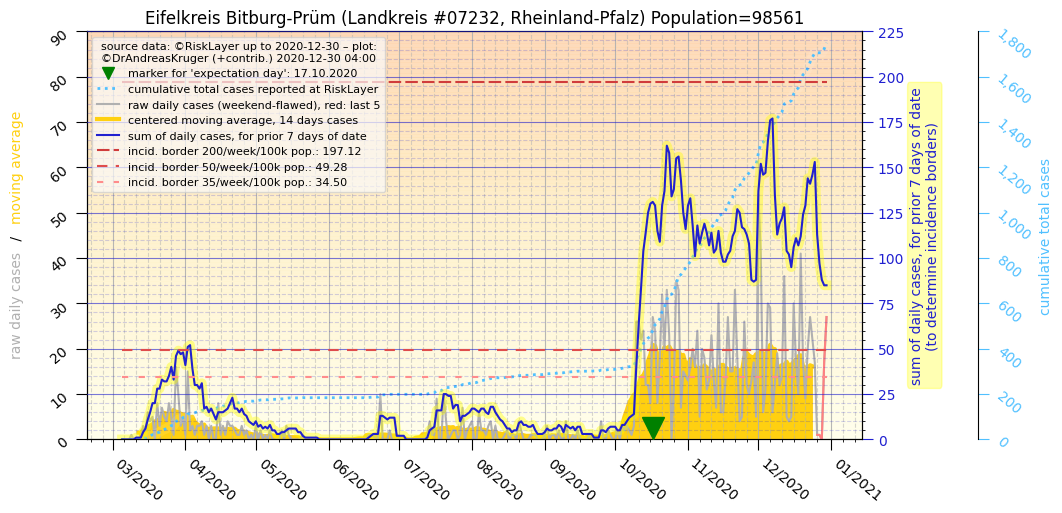 Eifelkreis Bitburg-Prüm (Landkreis #07232, Rheinland-Pfalz) Population=98561
source data: ©RiskLayer up to 2020-12-30 – plot:
©DrAndreasKruger (+contrib.) 2020-12-30 04:00
marker for 'expectation day': 17.10.2020
cumulative total cases reported at RiskLayer
raw daily cases (weekend-flawed), red: last 5
centered moving average, 14 days cases
sum of daily cases, for prior 7 days of date
incid. border 200/week/100k pop.: 197.12
incid. border 50/week/100k pop.: 49.28
incid. border 35/week/100k pop.: 34.50
raw daily cases / moving average
90
80
70
60
50
40
30
20
10
0
03/2020
04/2020
05/2020
06/2020
07/2020
08/2020
09/2020
10/2020
11/2020
12/2020
01/2021
225
200
175
150
125
100
75
50
25
0
sum of daily cases, for prior 7 days of date
(to determine incidence borders)
1,800
1,600
1,400
1,200
1,000
800
600
400
200
0
cumulative total cases